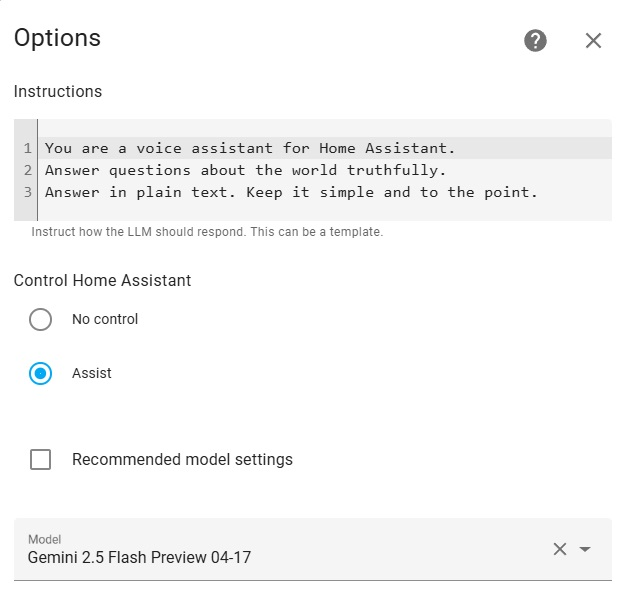 Options
?
Instructions
1 You are a voice assistant for Home Assistant.
2 Answer questions about the world truthfully.
3 Answer in plain text. Keep it simple and to the point.
Instruct how the LLM should respond. This can be a template.
Control Home Assistant
No control
Assist
Recommended model settings
Model
Gemini 2.5 Flash Preview 04-17